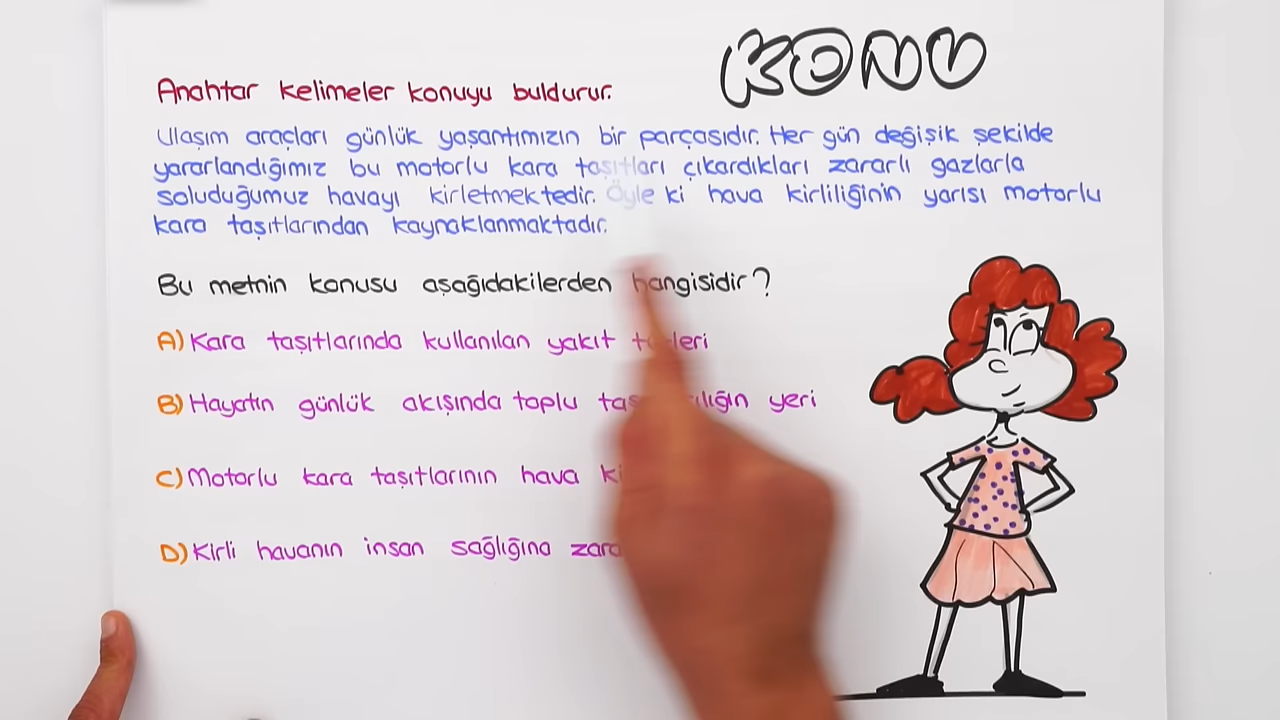 KONU
Anahtar kelimeler konuyu buldurur.
Ulaşım araçları günlük yaşantımızın bir parçasıdır. Her gün değişik şekilde
yararlandığımız bu motorlu kara taşıtları çıkardıkları zararlı gazlarla
soluduğumuz havayı kirletmektedir. Öyle ki hava kirliliğinin yarısı motorlu
kara taşıtlarından kaynaklanmaktadır.
Bu metnin konusu aşağıdakilerden hangisidir?
A) Kara taşıtlarında kullanılan yakıt
B) Hayatın günlük akışında toplu yeri
C) Motorlu kara taşıtlarının hava
D) Kirli havanın insan sağlığına